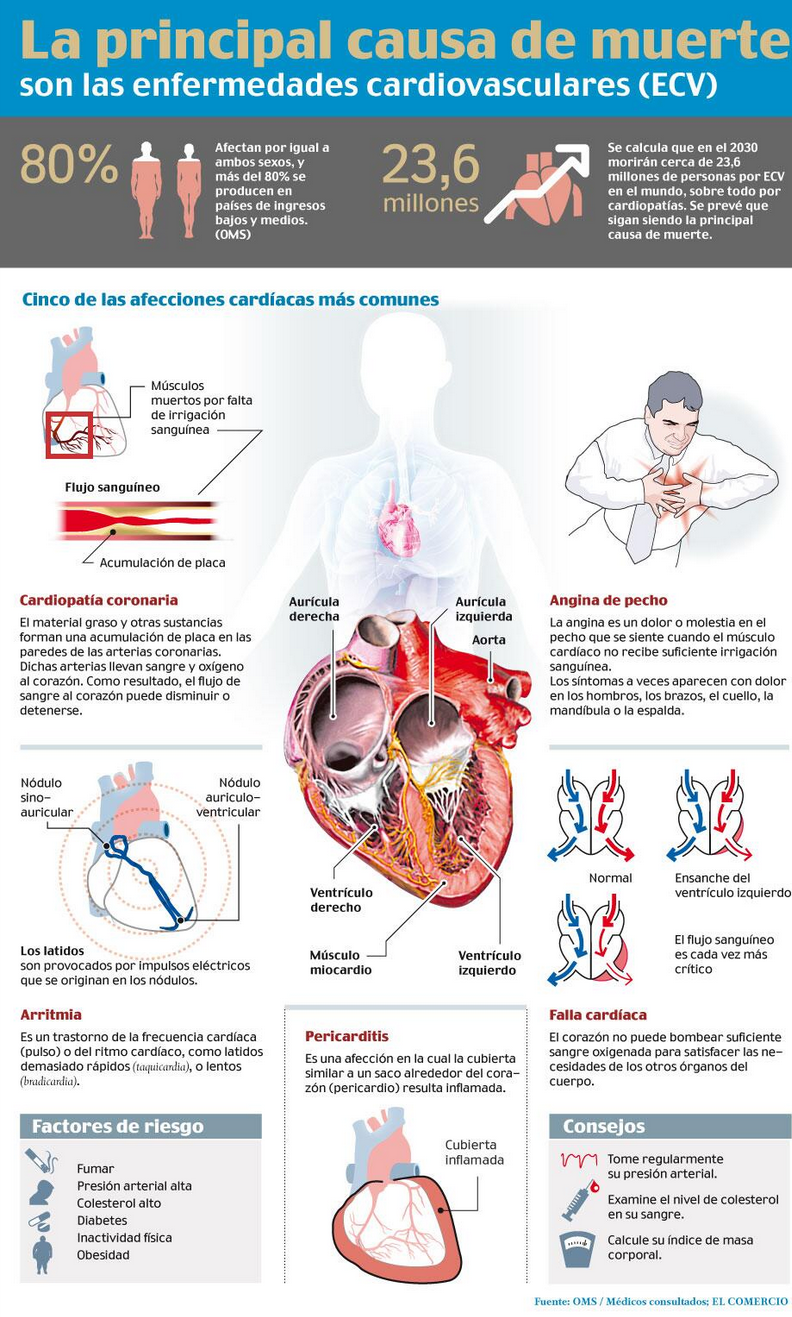 La principal causa de muerte
son las enfermedades cardiovasculares (ECV)
80%
Afectan por igual a
ambos sexos, y
más del 80% se
producen en
países de ingresos
bajos y medios.
(OMS)
23,6
millones
Se calcula que en el 2030
morirán cerca de 23,6
millones de personas por ECV
en el mundo, sobre todo por
cardiopatías. Se prevé que
sigan siendo la principal
causa de muerte.
Cinco de las afecciones cardíacas más comunes
Músculos
muertos por falta
de irrigación
sanguínea
Flujo sanguíneo
Acumulación de placa
Cardiopatía coronaria
El material graso y otras sustancias
forman una acumulación de placa en las
paredes de las arterias coronarias.
Dichas arterias llevan sangre y oxígeno
al corazón. Como resultado, el flujo de
sangre al corazón puede disminuir o
detenerse.
Aurícula
derecha
Aurícula
izquierda
Aorta
Ventrículo
derecho
Músculo
miocardio
Ventrículo
izquierdo
Angina de pecho
La angina es un dolor o molestia en el
pecho que se siente cuando el músculo
cardíaco no recibe suficiente irrigación
sanguínea.
Los síntomas a veces aparecen con dolor
en los hombros, los brazos, el cuello, la
mandíbula o la espalda.
Nódulo
sino-
auricular
Nódulo
auriculo-
ventricular
Los latidos
son provocados por impulsos eléctricos
que se originan en los nódulos.
Arritmia
Es un trastorno de la frecuencia cardíaca
(pulso) o del ritmo cardíaco, como latidos
demasiado rápidos (taquicardia), o lentos
(bradicardia).
Pericarditis
Es una afección en la cual la cubierta
similar a un saco alrededor del cora-
zón (pericardio) resulta inflamada.
Cubierta
inflamada
Normal
Ensanche del
ventrículo izquierdo
El flujo sanguíneo
es cada vez más
crítico
Falla cardíaca
El corazón no puede bombear suficiente
sangre oxigenada para satisfacer las ne-
cesidades de los otros órganos del
cuerpo.
Factores de riesgo
Fumar
Presión arterial alta
Colesterol alto
Diabetes
Inactividad física
Obesidad
Consejos
Tome regularmente
su presión arterial.
Examine el nivel de colesterol
en su sangre.
Calcule su índice de masa
corporal.
Fuente: OMS / Médicos consultados; EL COMERCIO